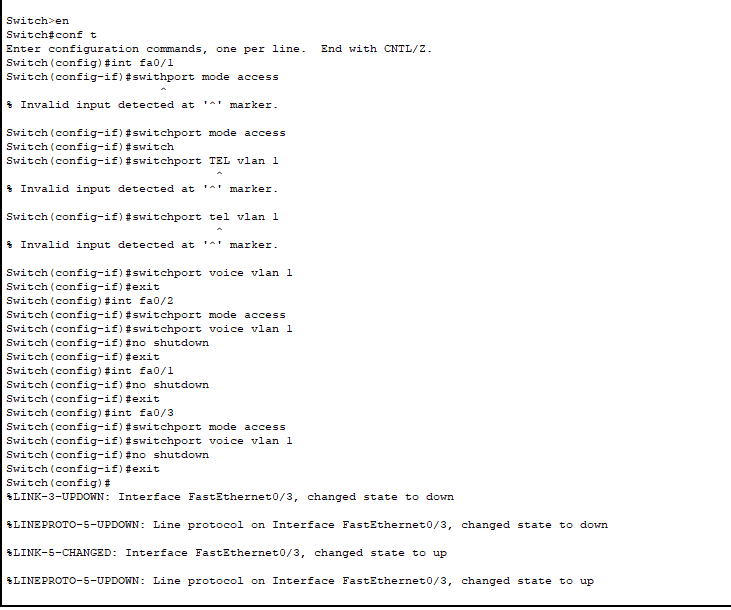 Switch>en
Switch#conf t
Enter configuration commands, one per line.  End with CNTL/Z.
Switch(config)#int fa0/1
Switch(config-if)#swithport mode access
^
% Invalid input detected at '^' marker.
Switch(config-if)#switchport mode access
Switch(config-if)#switch
Switch(config-if)#switchport TEL vlan 1
^
% Invalid input detected at '^' marker.
Switch(config-if)#switchport tel vlan 1
^
% Invalid input detected at '^' marker.
Switch(config-if)#switchport voice vlan 1
Switch(config-if)#exit
Switch(config)#int fa0/2
Switch(config-if)#switchport mode access
Switch(config-if)#switchport voice vlan 1
Switch(config-if)#no shutdown
Switch(config-if)#exit
Switch(config)#int fa0/1
Switch(config-if)#no shutdown
Switch(config-if)#exit
Switch(config)#int fa0/3
Switch(config-if)#switchport mode access
Switch(config-if)#switchport voice vlan 1
Switch(config-if)#no shutdown
Switch(config-if)#exit
Switch(config)#
%LINK-3-UPDOWN: Interface FastEthernet0/3, changed state to down
%LINEPROTO-5-UPDOWN: Line protocol on Interface FastEthernet0/3, changed state to down
%LINK-5-CHANGED: Interface FastEthernet0/3, changed state to up
%LINEPROTO-5-UPDOWN: Line protocol on Interface FastEthernet0/3, changed state to up